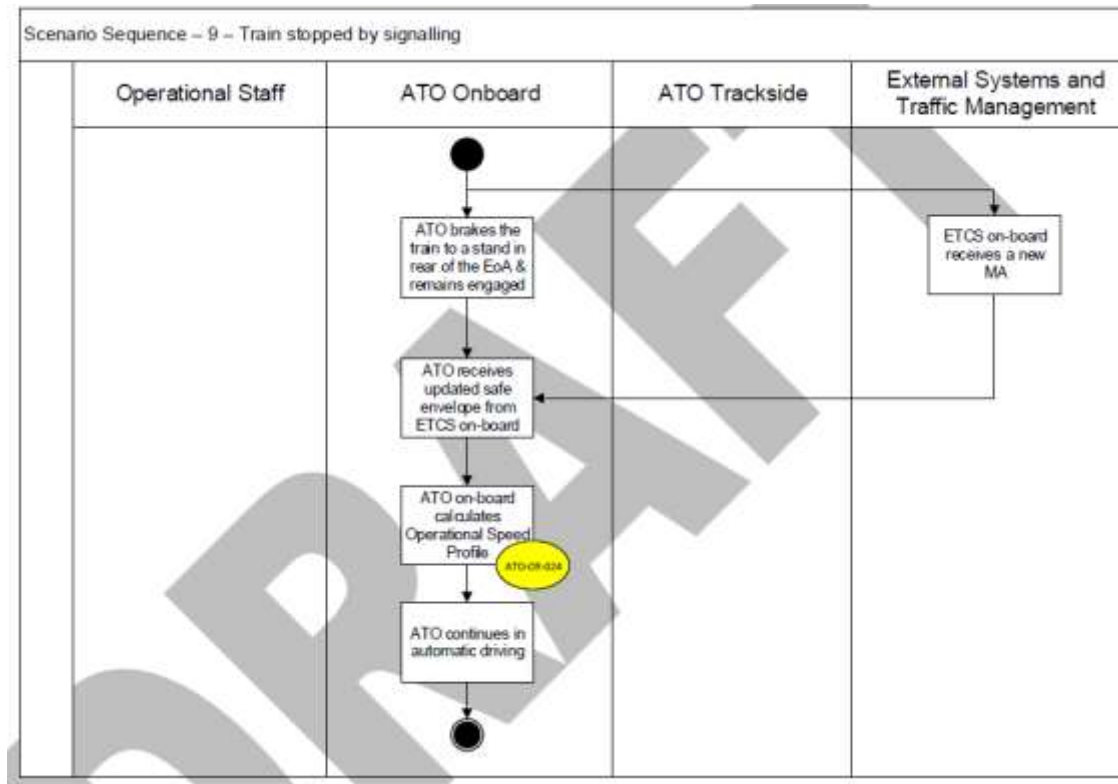 Scenario Sequence – 9 – Train stopped by signalling
Operational Staff
ATO Onboard
ATO Trackside
External Systems and
Traffic Management
ATO brakes the
train to a stand in
rear of the EoA &
remains engaged
ETCS on-board
receives a new
MA
ATO receives
updated safe
envelope from
ETCS on-board
ATO on-board
calculates
Operational Speed
Profile
ATO-OR-024
ATO continues in
automatic driving
DRAFT